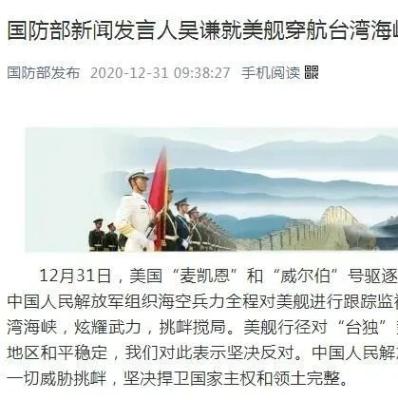 国防部新闻发言人吴谦就美舰穿航台湾海
国防部发布 2020-12-31 09:38:27 手机阅读
12月31日，美国“麦凯恩”和“威尔伯”号驱逐
中国人民解放军组织海空兵力全程对美舰进行跟踪监视
湾海峡，炫耀武力，挑衅搅局。美舰行径对“台独”
地区和平稳定，我们对此表示坚决反对。中国人民解
一切威胁挑衅，坚决捍卫国家主权和领土完整。